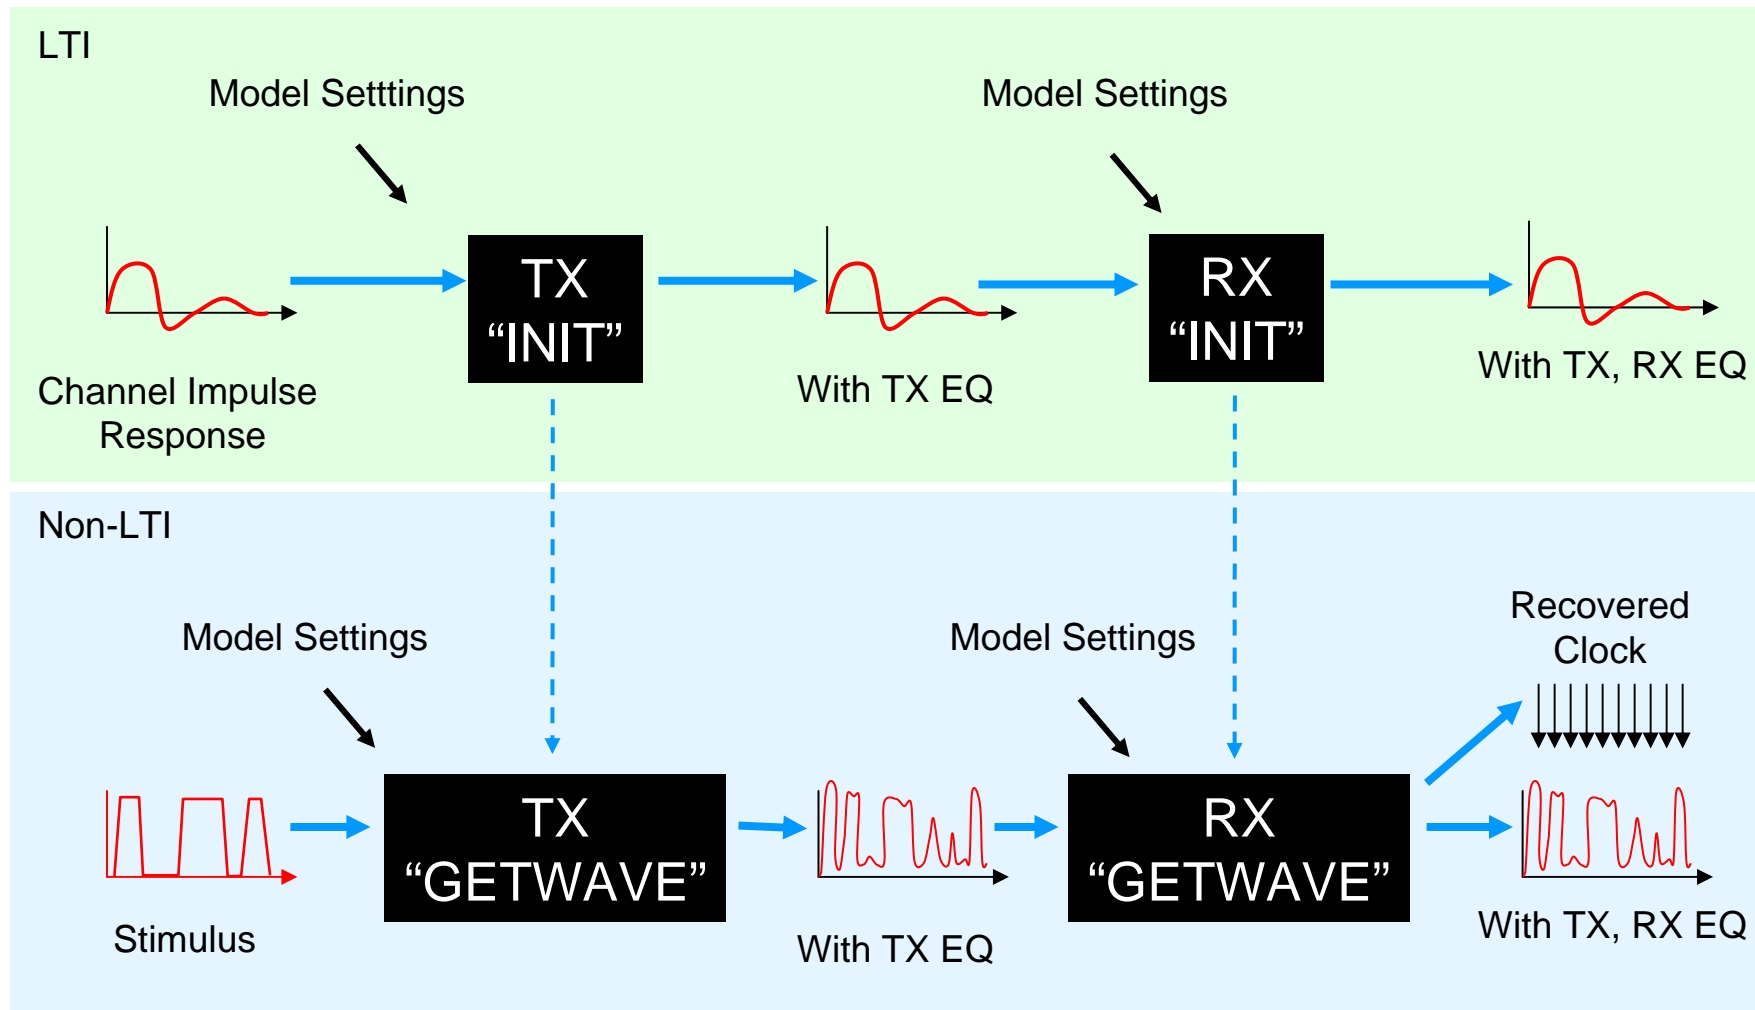 LTI
Model Setttings
Model Settings
TX
“INIT”
RX
“INIT”
Channel Impulse
Response
With TX EQ
With TX, RX EQ
Non-LTI
Model Settings
Model Settings
Recovered
Clock
TX
“GETWAVE”
RX
“GETWAVE”
Stimulus
With TX EQ
With TX, RX EQ